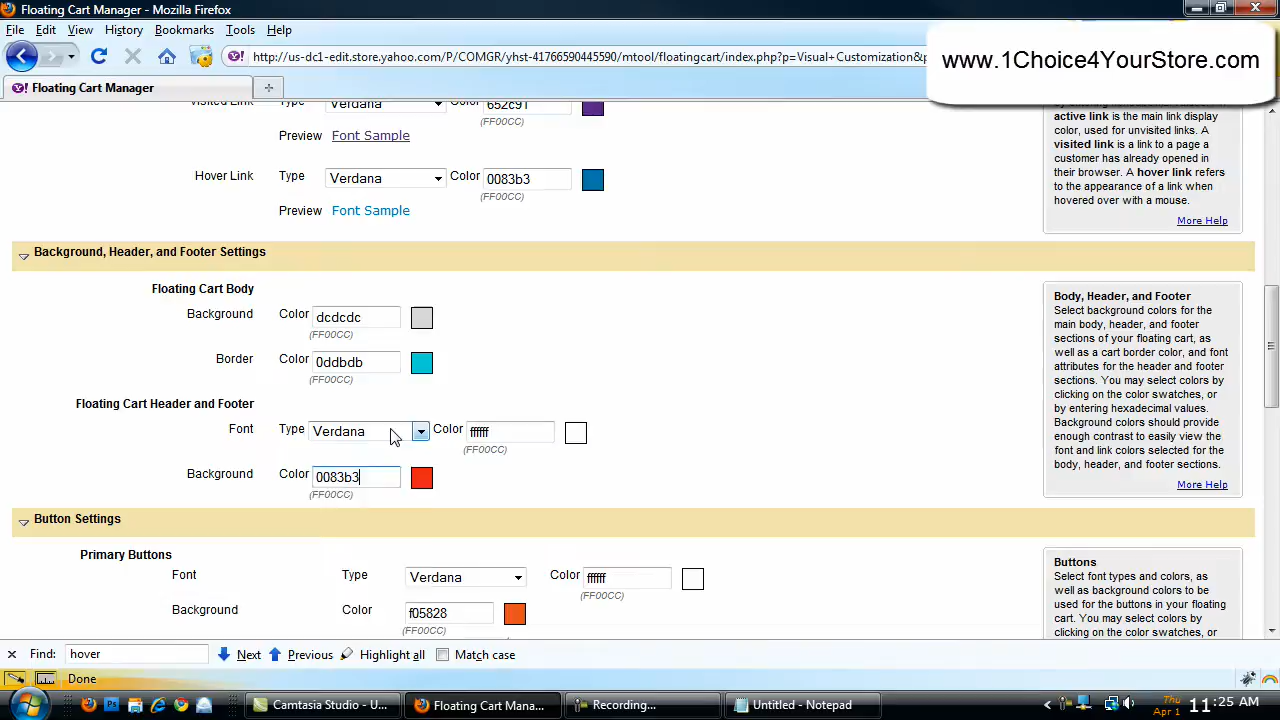 Floating Cart Manager - Mozilla Firefox
File Edit View History Bookmarks Tools Help
http://us-dc1-edit.store.yahoo.com/P/COMGR/yhst-41766590445590/mtool/floatingcart/index.php?p=Visual+Customization&p
www.1Choice4YourStore.com
Floating Cart Manager
Visited Link Type Verdana Color 652c91
(FF00CC)
Preview Font Sample
Hover Link Type Verdana Color 0083b3
(FF00CC)
Preview Font Sample
active link is the main link display
color, used for unvisited links. A
visited link is a link to a page a
customer has already opened in
their browser. A hover link refers
to the appearance of a link when
hovered over with a mouse.
More Help
Background, Header, and Footer Settings
Floating Cart Body
Background Color dcdcdc
(FF00CC)
Border Color 0ddbdb
(FF00CC)
Floating Cart Header and Footer
Font Type Verdana Color ffffff
(FF00CC)
Background Color 0083b3
(FF00CC)
Body, Header, and Footer
Select background colors for the
main body, header, and footer
sections of your floating cart, as
well as a cart border color, and font
attributes for the header and footer
sections. You may select colors by
clicking on the color swatches, or
by entering hexadecimal values.
Background colors should provide
enough contrast to easily view the
font and link colors selected for the
body, header, and footer sections.
More Help
Button Settings
Primary Buttons
Font Type Verdana Color ffffff
(FF00CC)
Background Color f05828
(FF00CC)
Buttons
Select font types and colors, as
well as background colors to be
used for the buttons in your floating
cart. You may select colors by
clicking on the color swatches, or
Find: hover Next Previous Highlight all Match case
Done
Camtasia Studio - U... Floating Cart Mana... Recording... Untitled - Notepad
Thu
Apr 1
11:25 AM